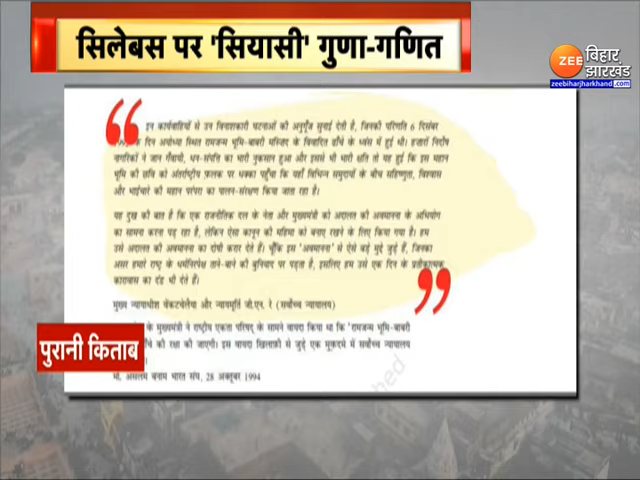 सिलेबस पर 'सियासी' गुणा-गणित
ZEE बिहार झारखंड
zeebiharjharkhand.com
इन कार्यवाहियों से उन विनाशकारी घटनाओं की अनुगूँज सुनाई देती है, जिनकी परिणति 6 दिसंबर
के दिन अयोध्या स्थित रामजन्म भूमि-बाबरी मस्जिद के विवादित ढाँचे के ध्वंस में हुई थी। हजारों निर्दोष
नागरिकों ने जान गँवायी, धन-संपत्ति का भारी नुकसान हुआ और इससे भी भारी क्षति तो यह हुई कि इस महान
भूमि की छवि को अंतर्राष्ट्रीय फ़लक पर धक्का पहुँचा कि यहाँ विभिन्न समुदायों के बीच सहिष्णुता, विश्वास
और भाईचारे की महान परंपरा का पालन-संरक्षण किया जाता रहा है।
यह दुख की बात है कि एक राजनीतिक दल के नेता और मुख्यमंत्री को अदालत की अवमानना के अभियोग
का सामना करना पड़ रहा है, लेकिन ऐसा कानून की महिमा को बनाए रखने के लिए किया गया है। हम
उसे अदालत की अवमानना का दोषी करार देते हैं। चूँकि इस 'अवमानना' से ऐसे बड़े मुद्दे जुड़े हैं, जिनका
असर हमारे राष्ट्र के धर्मनिरपेक्ष ताने-बाने की बुनियाद पर पड़ता है, इसलिए हम उसे एक दिन के प्रतीकात्मक
कारावास का दंड भी देते हैं।
मुख्य न्यायाधीश वेंकटचेलैया और न्यायमूर्ति जी.एन. रे (सर्वोच्च न्यायालय)
के मुख्यमंत्री ने राष्ट्रीय एकता परिषद् के सामने वायदा किया था कि 'रामजन्म भूमि-बाबरी
ढाँचे की रक्षा की जाएगी। इस वायदा खिलाफ़ी से जुड़े एक मुकदमे में सर्वोच्च न्यायालय
मो. असलम बनाम भारत संघ, 28 अक्तूबर 1994
पुरानी किताब